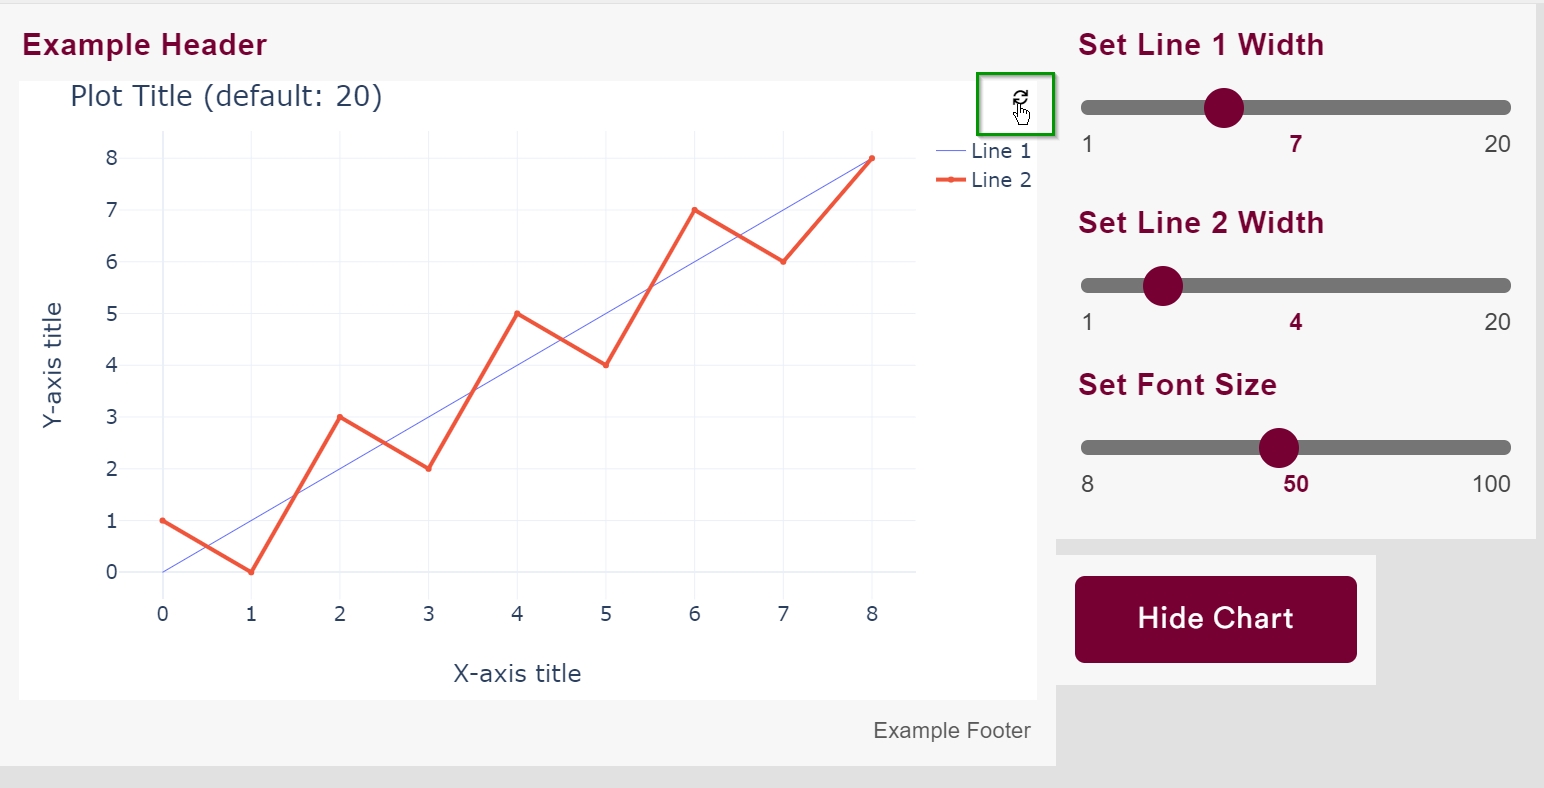 Example Header
Plot Title (default: 20)
Line 1
Line 2
8
7
6
5
4
3
2
1
0
Y-axis title
0 1 2 3 4 5 6 7 8
X-axis title
Example Footer
Set Line 1 Width
1 7 20
Set Line 2 Width
1 4 20
Set Font Size
8 50 100
Hide Chart